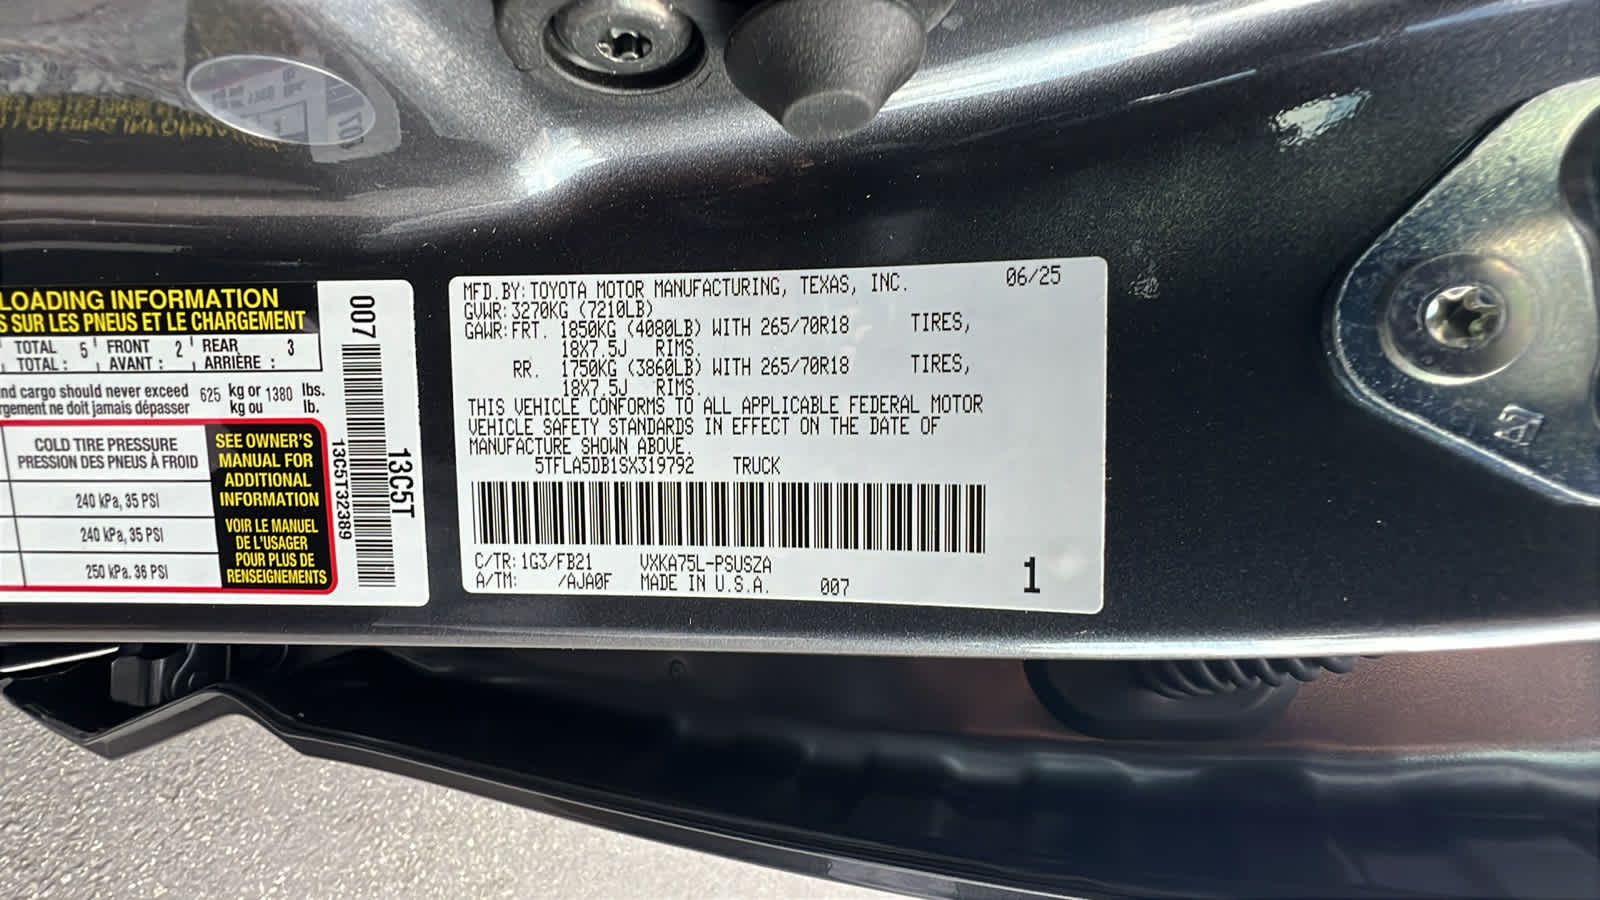 LOADING INFORMATION
S SUR LES PNEUS ET LE CHARGEMENT
TOTAL 5 FRONT 2 REAR 3
TOTAL : AVANT : ARRIÈRE :
nd cargo should never exceed 625 kg or 1380 lbs.
rgement ne doit jamais dépasser kg ou lb.
COLD TIRE PRESSURE
PRESSION DES PNEUS À FROID
240 kPa, 35 PSI
240 kPa, 35 PSI
250 kPa, 36 PSI
SEE OWNER'S
MANUAL FOR
ADDITIONAL
INFORMATION
VOIR LE MANUEL
DE L'USAGER
POUR PLUS DE
RENSEIGNEMENTS
007
13C5T32389
13C5T
MFD.BY:TOYOTA MOTOR MANUFACTURING, TEXAS, INC. 06/25
GVWR:3270KG (7210LB)
GAWR:FRT. 1850KG (4080LB) WITH 265/70R18 TIRES,
18X7.5J RIMS.
RR. 1750KG (3860LB) WITH 265/70R18 TIRES,
18X7.5J RIMS.
THIS VEHICLE CONFORMS TO ALL APPLICABLE FEDERAL MOTOR
VEHICLE SAFETY STANDARDS IN EFFECT ON THE DATE OF
MANUFACTURE SHOWN ABOVE.
5TFLA5DB1SX319792 TRUCK
C/TR:1G3/FB21 VXKA75L-PSUSZA
A/TM: /AJA0F MADE IN U.S.A. 007
1